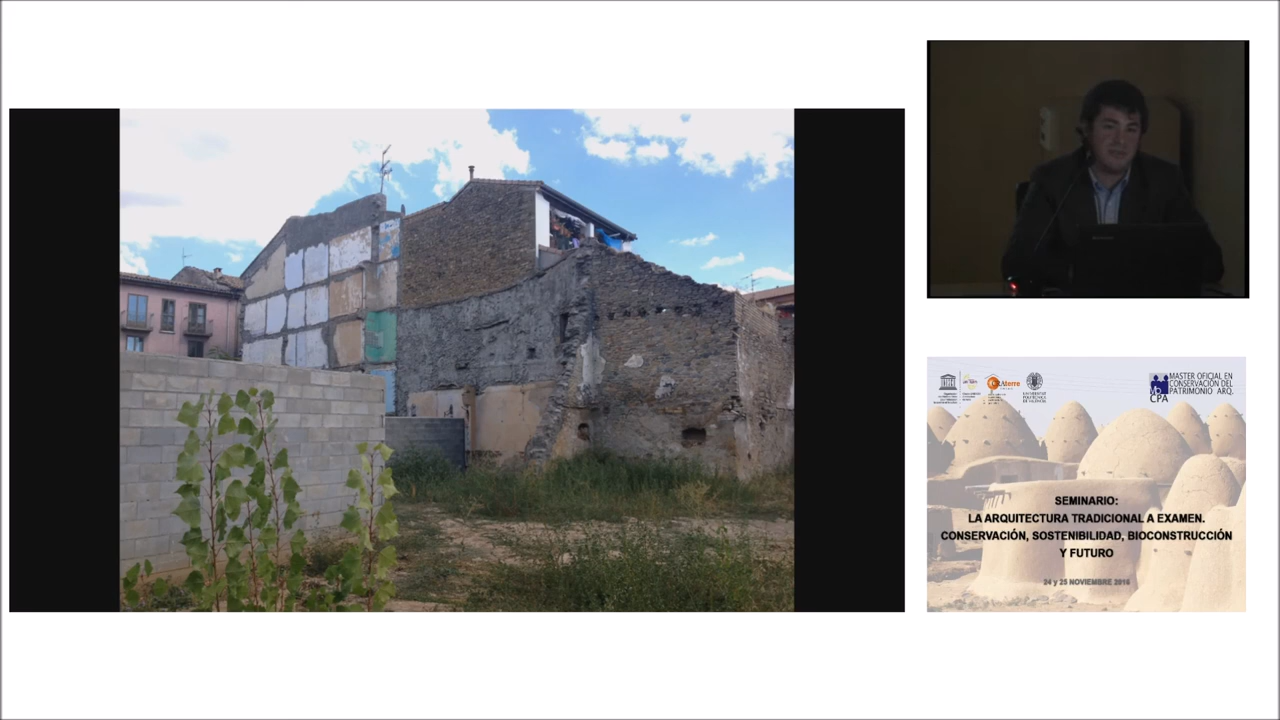 CRAterre
MASTER OFICIAL EN
CONSERVACIÓN DEL
PATRIMONIO ARQ.
CPA
SEMINARIO:
LA ARQUITECTURA TRADICIONAL A EXAMEN.
CONSERVACIÓN, SOSTENIBILIDAD, BIOCONSTRUCCIÓN
Y FUTURO
24 y 25 NOVIEMBRE 2016